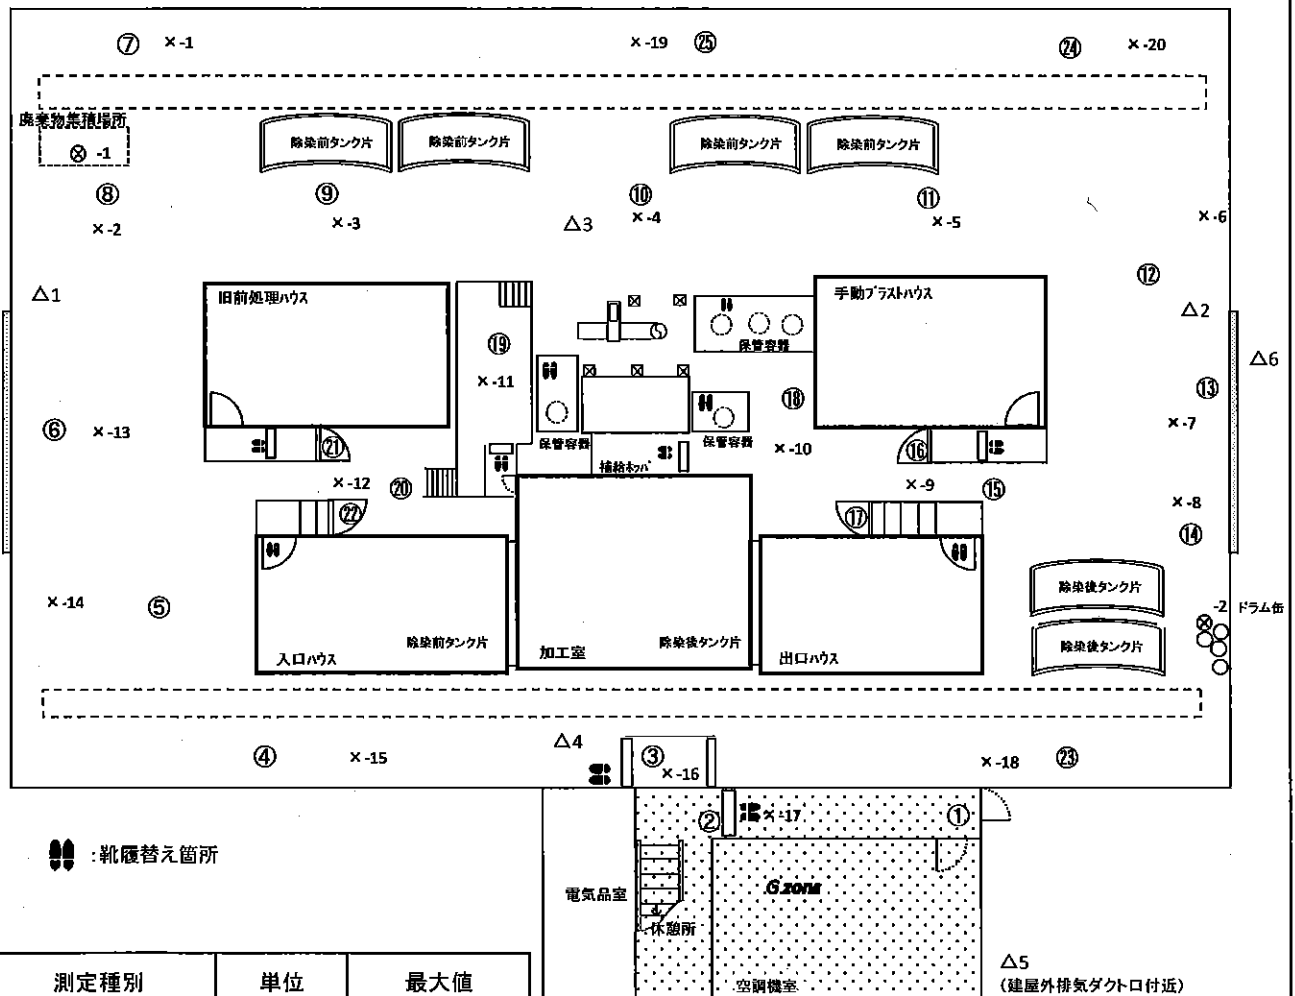 ⑦ × -1 × -19 ㉕ ㉔ × -20
廃棄物集積場所
⊗ -1
除染前タンク片 除染前タンク片 除染前タンク片 除染前タンク片
⑧ ⑨ ⑩ ⑪
× -2 × -3 △3 × -4 × -5 × -6
⑫
△1 旧前処理ハウス 手動ブラストハウス △2
⑲ 保管容器 △6
× -11 ⑱ ⑬
⑥ × -13 ㉑ 保管容器 保管容器 × -10 ⑯ × -7
補給ホッパ
× -12 ⑳ × -9 ⑮ × -8
㉒ ⑰ ⑭
除染後タンク片
× -14 ⑤ -2 ドラム缶
除染前タンク片 除染後タンク片 除染後タンク片
入口ハウス 加工室 出口ハウス
④ × -15 △4 ③ × -16 × -18 ㉓
② × -17 ①
:靴履替え箇所
電気品室 G zone
休憩所
測定種別 単位 最大値
空調機室
△5
(建屋外排気ダクト口付近)